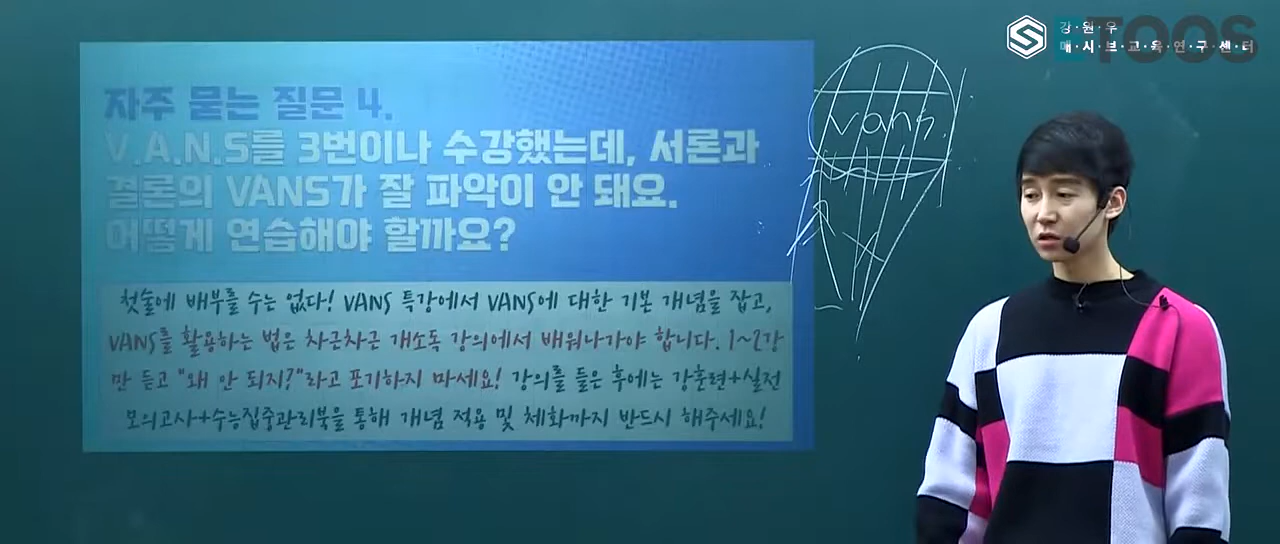 자주 묻는 질문 4.
V.A.N.S를 3번이나 수강했는데, 서론과
결론의 VANS가 잘 파악이 안 돼요.
어떻게 연습해야 할까요?
첫술에 배부를 수는 없다! VANS 특강에서 VANS에 대한 기본 개념을 잡고,
VANS를 활용하는 법은 차근차근 개소독 강의에서 배워나가야 합니다. 1~2강
만 듣고 "왜 안 되지?"라고 포기하지 마세요! 강의를 들은 후에는 강훈련+실전
모의고사+수능집중관리북을 통해 개념 적용 및 체화까지 반드시 해주세요!
vans.
강원우
매시브교육연구센터
ETOOS